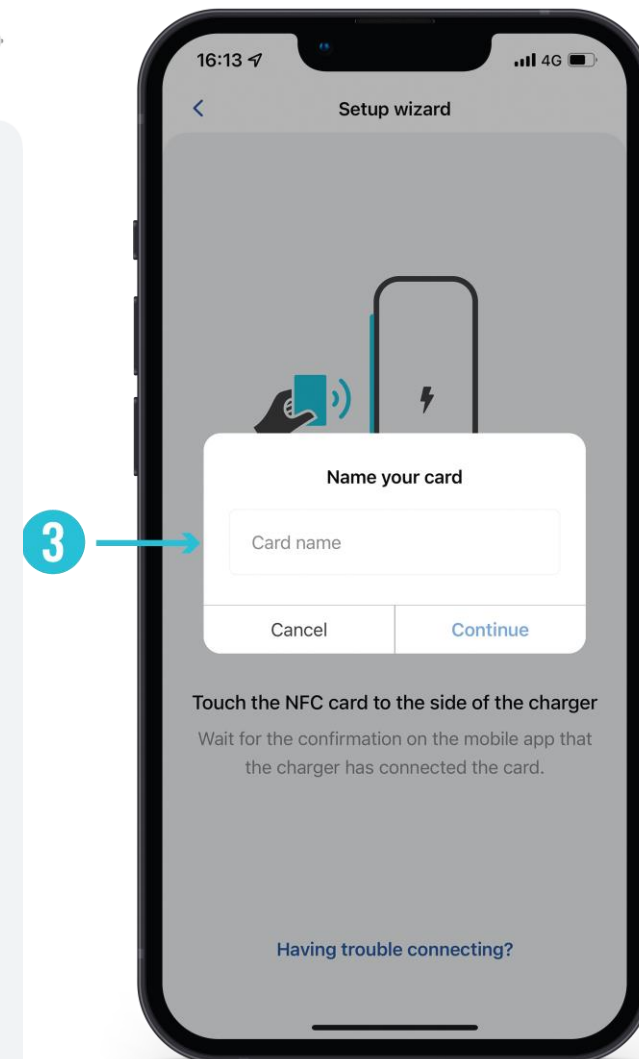 16:13
4G
Setup wizard
Name your card
3
Card name
Cancel
Continue
Touch the NFC card to the side of the charger
Wait for the confirmation on the mobile app that
the charger has connected the card.
Having trouble connecting?